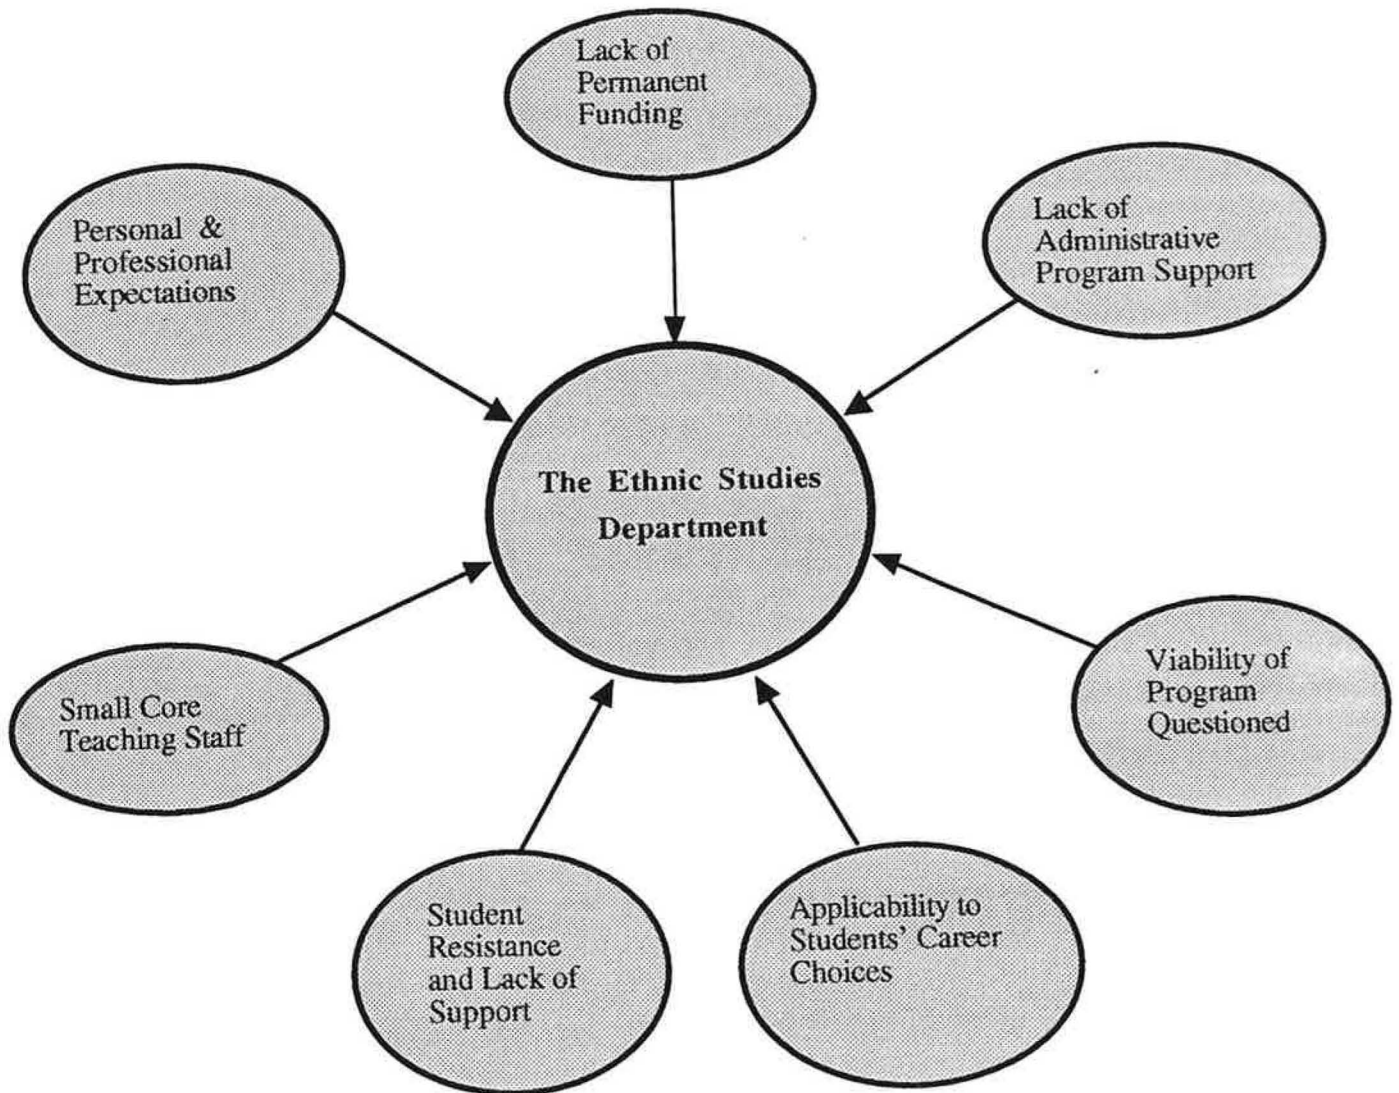 Lack of
Permanent
Funding
Personal &
Professional
Expectations
Lack of
Administrative
Program Support
The Ethnic Studies
Department
Small Core
Teaching Staff
Viability of
Program
Questioned
Student
Resistance
and Lack of
Support
Applicability to
Students' Career
Choices